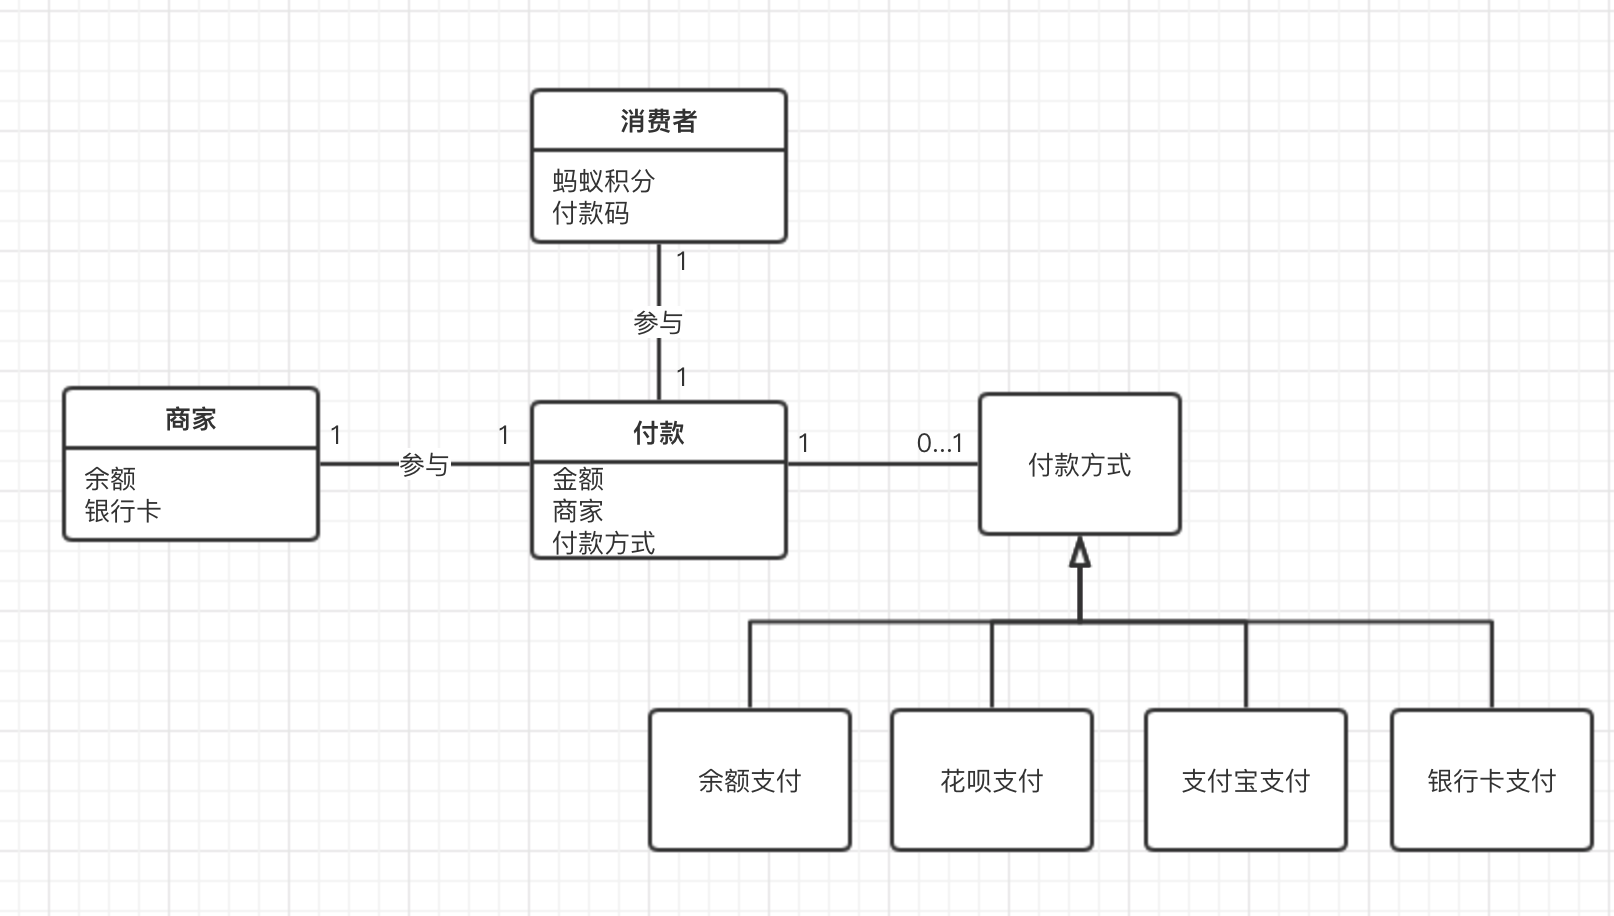 消费者
蚂蚁积分
付款码
1
参与
1
商家
余额
银行卡
1
参与
1
付款
金额
商家
付款方式
1
0...1
付款方式
余额支付
花呗支付
支付宝支付
银行卡支付